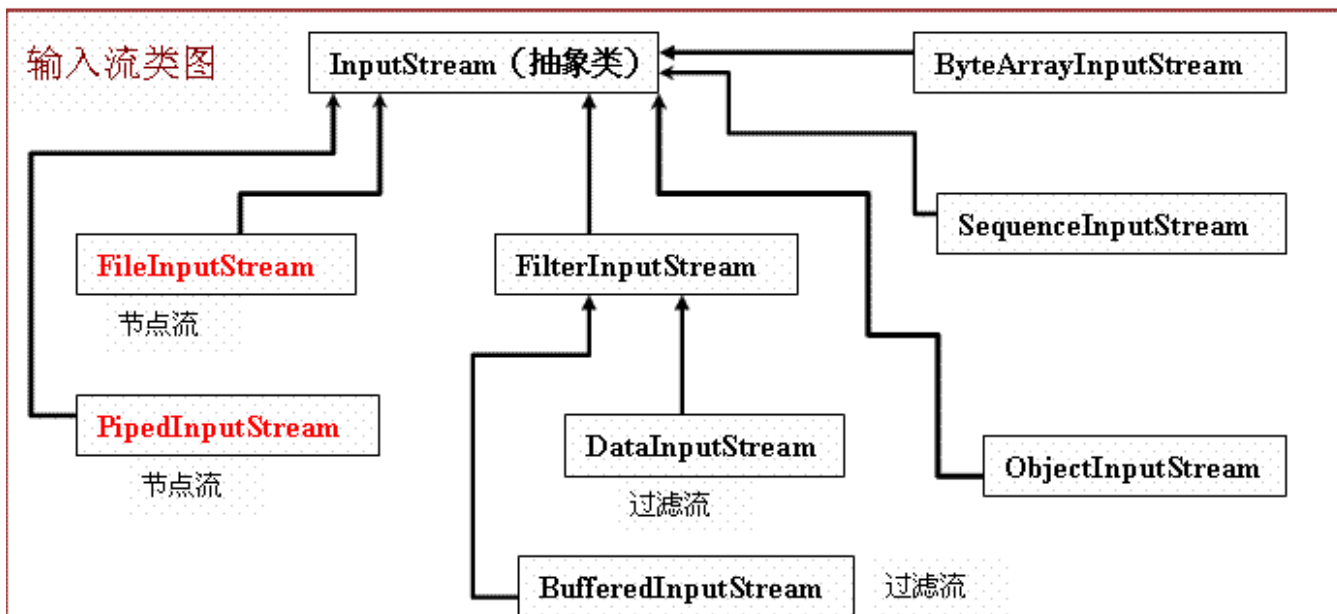 输入流类图
InputStream（抽象类）
ByteArrayInputStream
SequenceInputStream
FileInputStream
FilterInputStream
节点流
PipedInputStream
DataInputStream
ObjectInputStream
节点流
过滤流
BufferedInputStream
过滤流